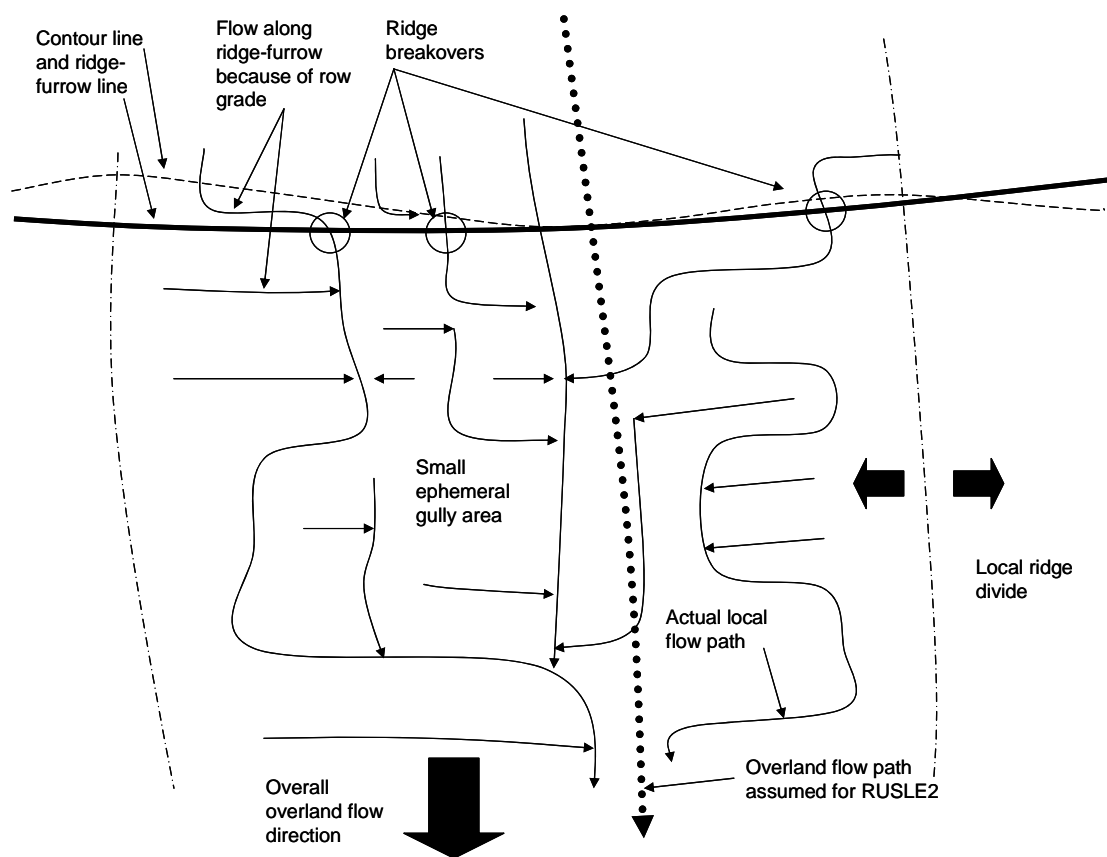 Contour line
and ridge-
furrow line
Flow along
ridge-furrow
because of row
grade
Ridge
breakovers
Small
ephemeral
gully area
Local ridge
divide
Actual local
flow path
Overall
overland flow
direction
Overland flow path
assumed for RUSLE2